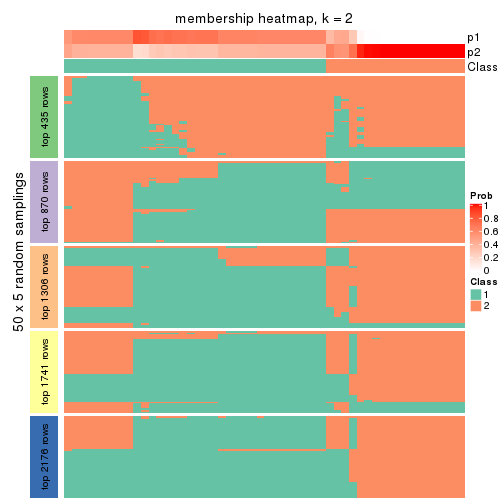 membership heatmap, k = 2
p1
p2
Class
50 x 5 random samplings
top 435 rows
top 870 rows
top 1306 rows
top 1741 rows
top 2176 rows
Prob
1
0.8
0.6
0.4
0.2
0
Class
1
2